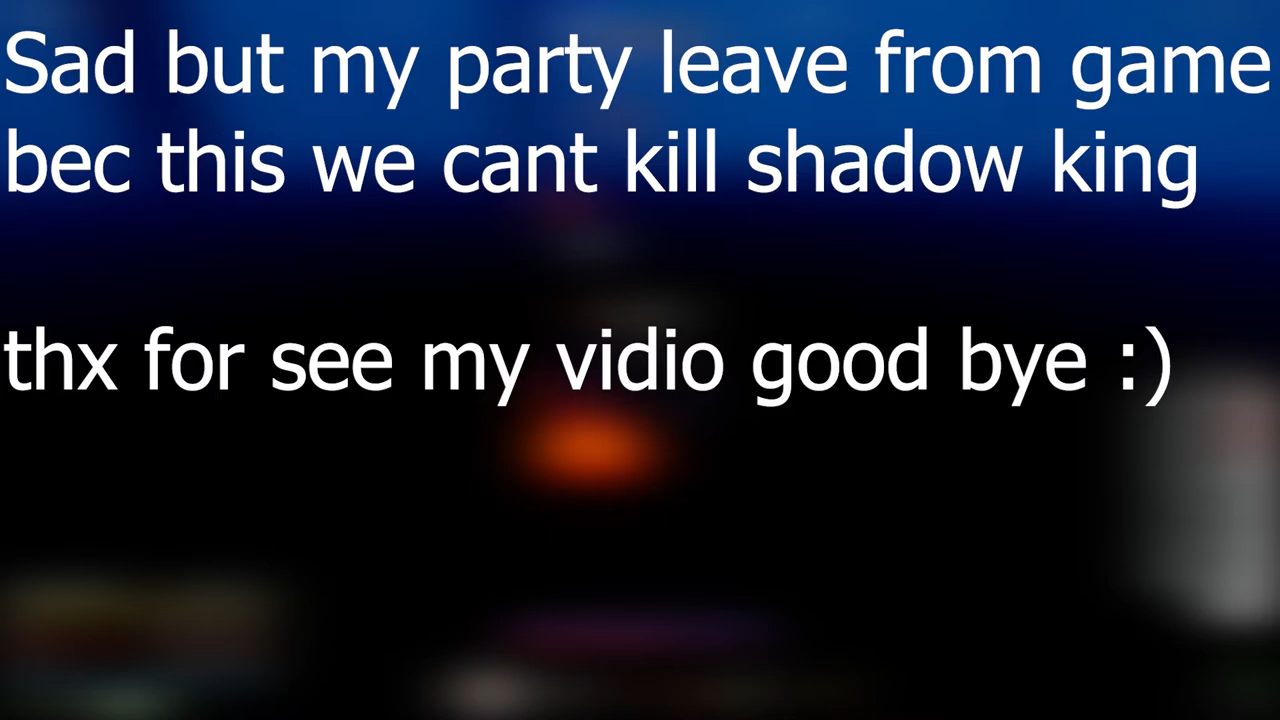 Sad but my party leave from game
bec this we cant kill shadow king
thx for see my vidio good bye :)